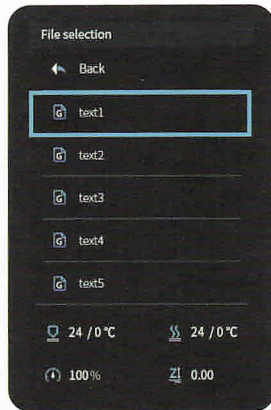 File selection
Back
G text1
G text2
G text3
G text4
G text5
24 / 0 ℃ 24 / 0 ℃
100% Z 0.00